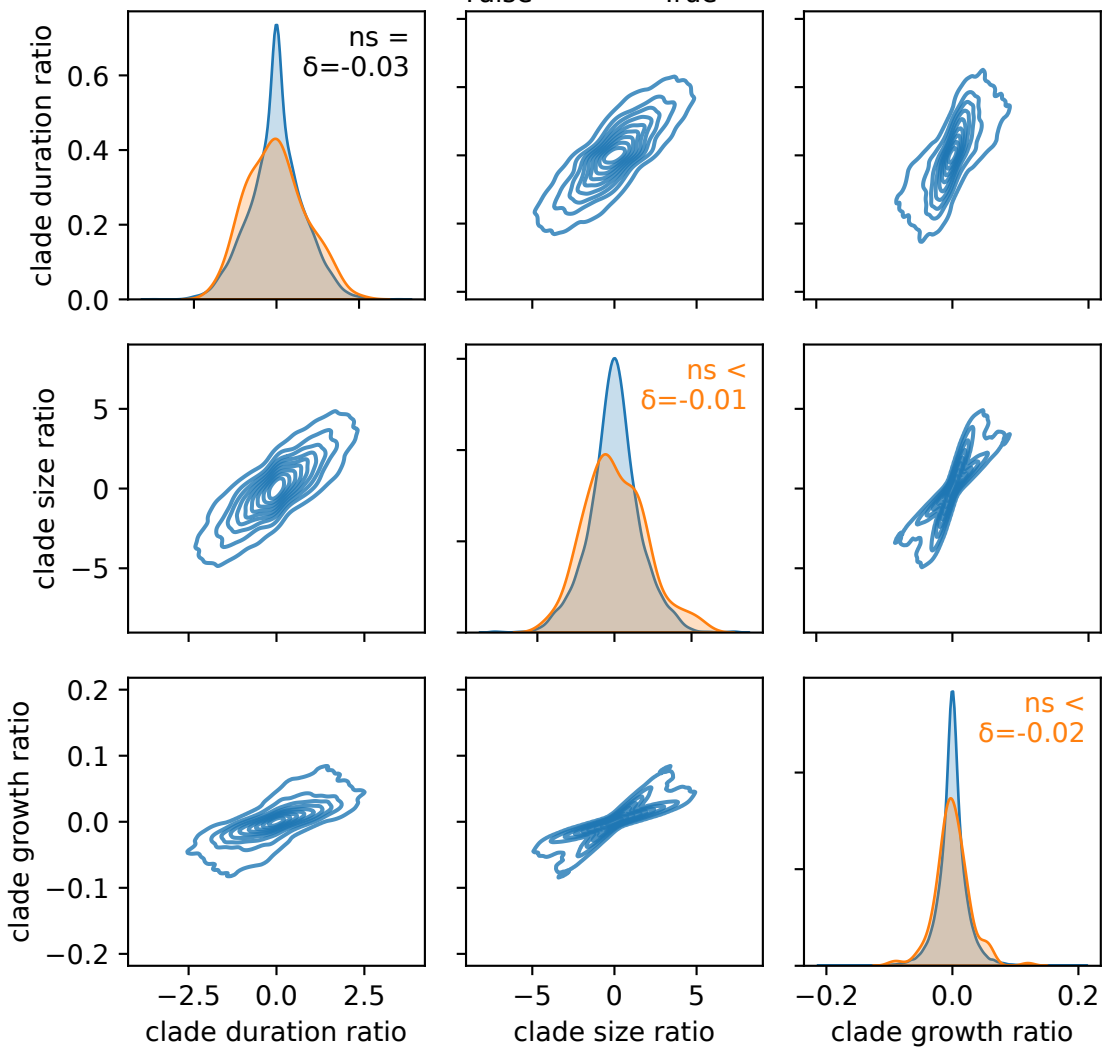 clade duration ratio
0.6
0.4
0.2
0.0
ns =
δ=-0.03
clade size ratio
5
0
−5
ns <
δ=-0.01
clade growth ratio
0.2
0.1
0.0
−0.1
−0.2
ns <
δ=-0.02
−2.5
0.0
2.5
−5
0
5
−0.2
0.0
0.2
clade duration ratio
clade size ratio
clade growth ratio